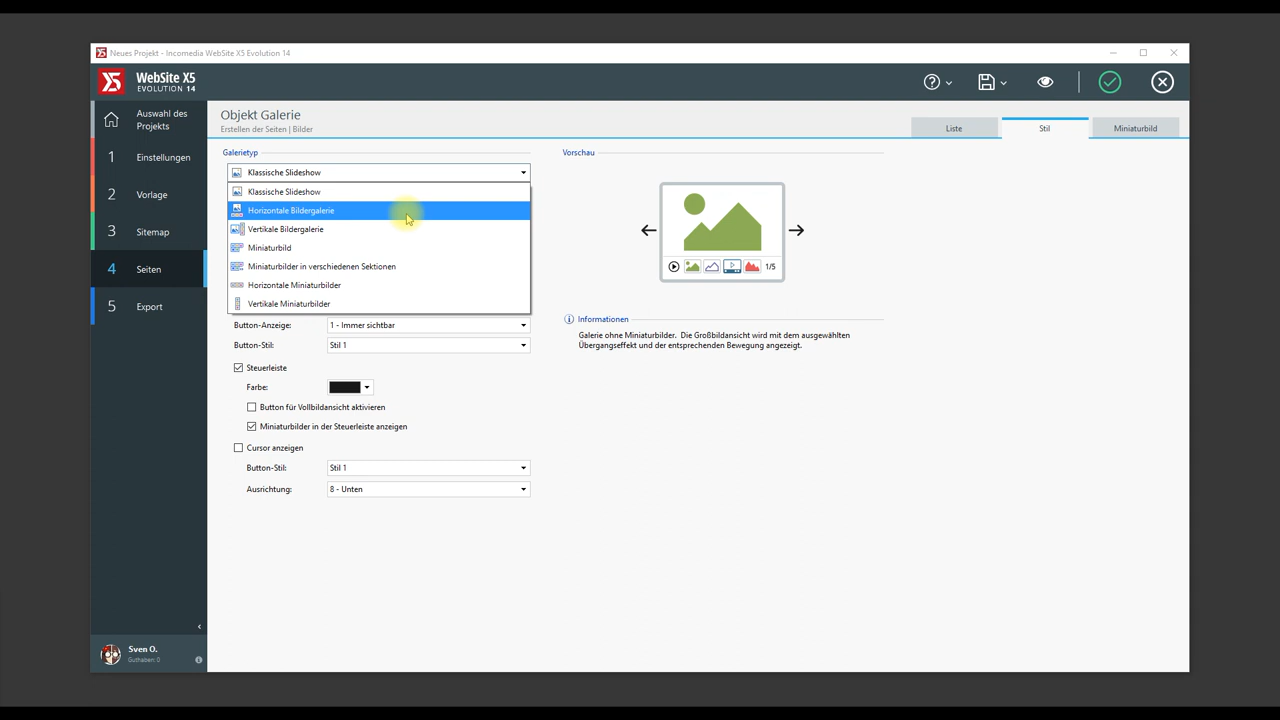 Neues Projekt - Incomedia WebSite X5 Evolution 14
WebSite X5
EVOLUTION 14
Auswahl des
Projekts
1 Einstellungen
2 Vorlage
3 Sitemap
4 Seiten
5 Export
Sven O.
Guthaben: 0
Objekt Galerie
Erstellen der Seiten | Bilder
Liste
Stil
Miniaturbild
Galerietyp
Klassische Slideshow
Klassische Slideshow
Horizontale Bildergalerie
Vertikale Bildergalerie
Miniaturbild
Miniaturbilder in verschiedenen Sektionen
Horizontale Miniaturbilder
Vertikale Miniaturbilder
Button-Anzeige: 1 - Immer sichtbar
Button-Stil: Stil 1
Steuerleiste
Farbe:
Button für Vollbildansicht aktivieren
Miniaturbilder in der Steuerleiste anzeigen
Cursor anzeigen
Button-Stil: Stil 1
Ausrichtung: 8 - Unten
Vorschau
1/5
Informationen
Galerie ohne Miniaturbilder. Die Großbildansicht wird mit dem ausgewählten
Übergangseffekt und der entsprechenden Bewegung angezeigt.